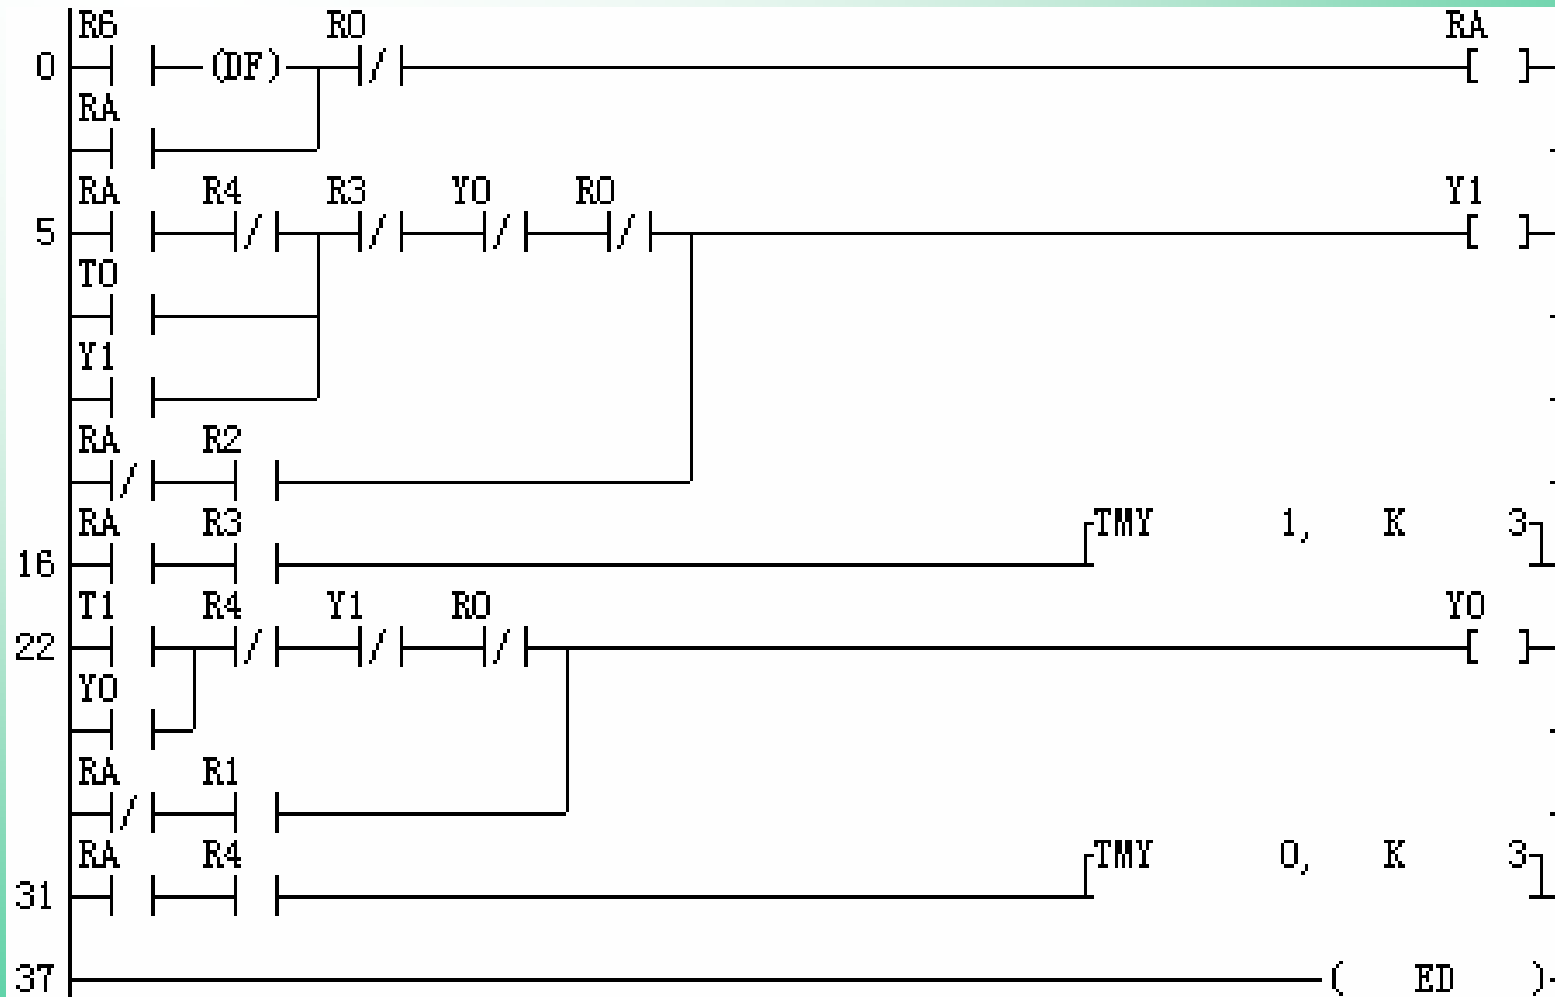 R6 R0 RA
0 (DF)
RA
RA R4 R3 Y0 R0 Y1
5
T0
Y1
RA R2
RA R3 TMY 1, K 3
16
T1 R4 Y1 R0 Y0
22
Y0
RA R1
RA R4 TMY 0, K 3
31
37 ( ED )